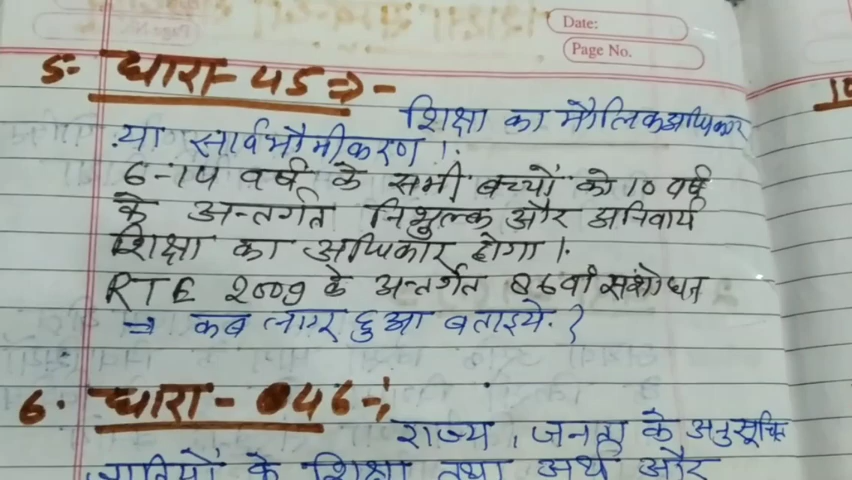 Date:
Page No.
5- धारा- 45 ⇒ -
शिक्षा का मौलिक अधिकार
या सार्वभौमीकरण ।.
6-14 वर्ष के सभी बच्चों को 10 वर्ष
के अन्तर्गत निशुल्क और अनिवार्य
शिक्षा का अधिकार होगा ।.
RTE 2009 के अन्तर्गत 86वां संशोधन
⇒ कब लागू हुआ बताइये. ?
6. धारा - 046 →
राज्य , जनता के अनुसूचि
जातियों के शिक्षा तथा अर्थ और